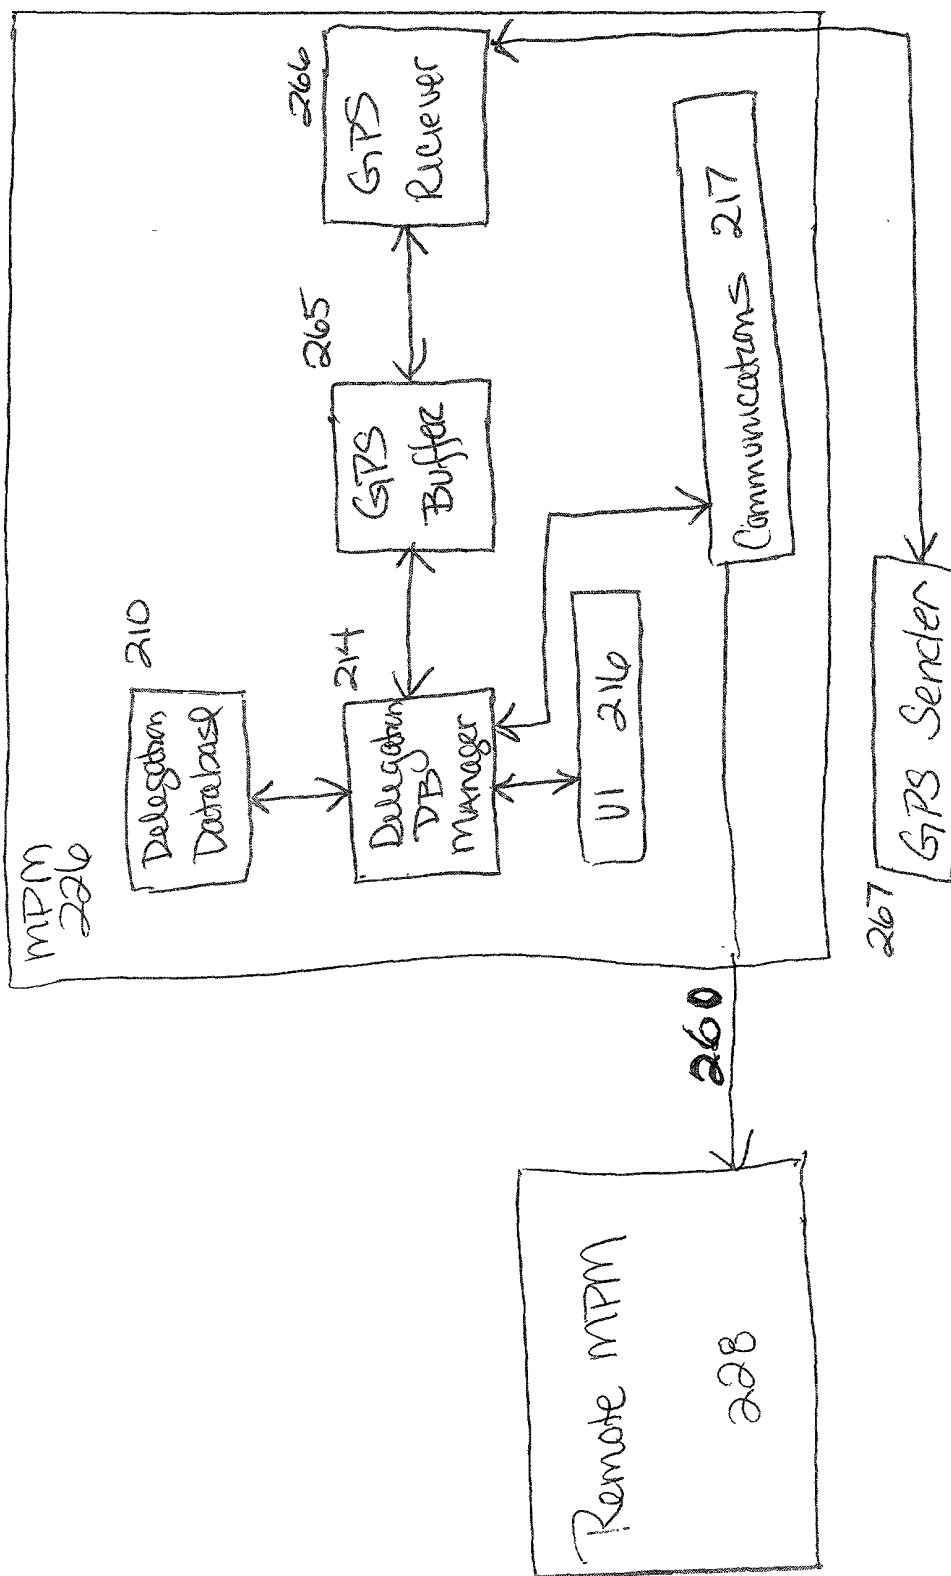 MPM
226
Delegation
Database
210
Delegation
DB
Manager
214
GPS
Buffer
265
GPS
Riciever
266
UI 216
Communications 217
267
GPS Sender
260
Remote MPM
228